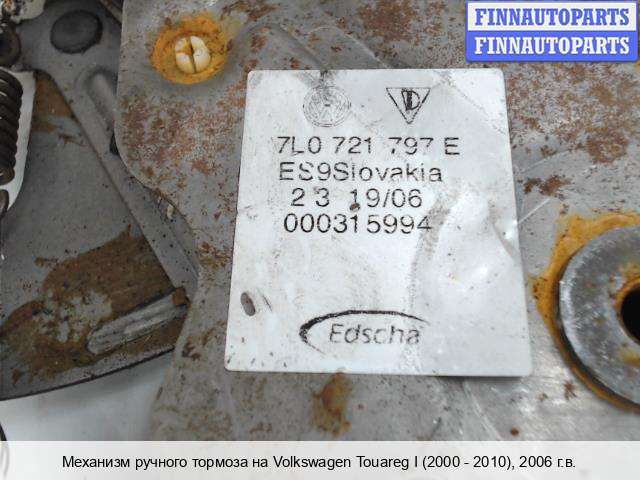 FINNAUTOPARTS
FINNAUTOPARTS
7L0 721 797 E
ES9Slovakia
2 3 19/06
000315994
Edscha
Механизм ручного тормоза на Volkswagen Touareg I (2000 - 2010), 2006 г.в.